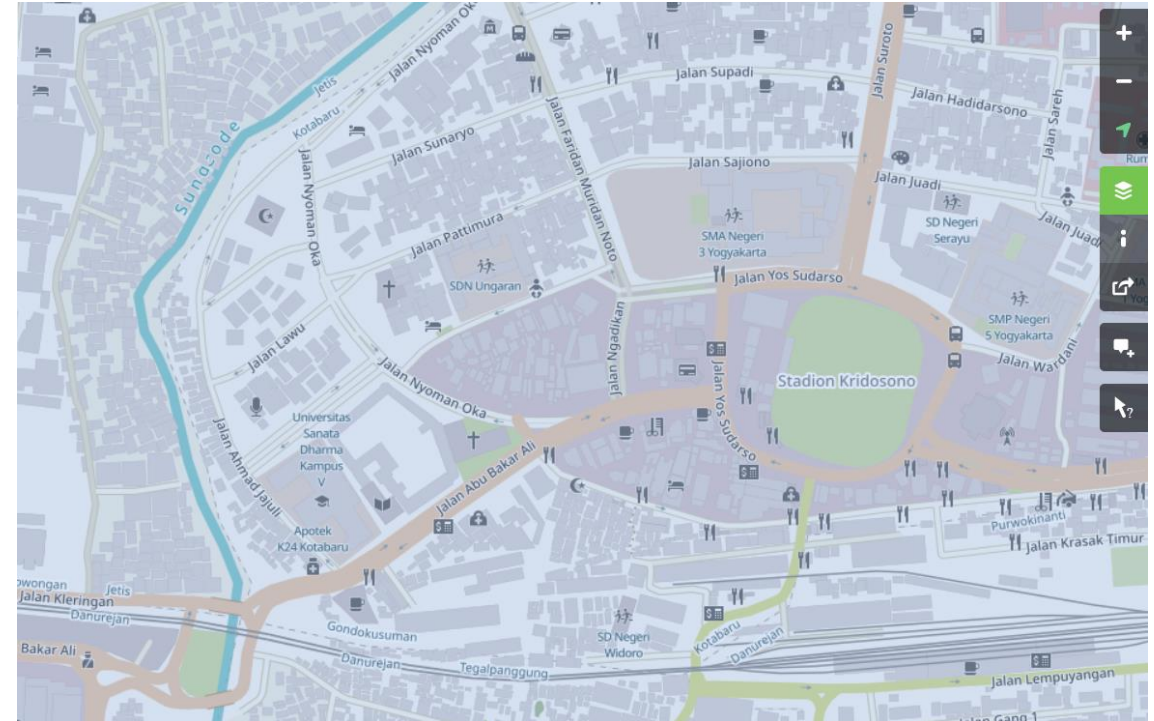 Jalan Nyoman Oka
Jetis
Kotabaru
Jalan Supadi
Jalan Suroto
Jalan Hadidarsono
Jalan Sareh
Jalan Sunaryo
Jalan Faridan Muridan Noto
Jalan Nyoman Oka
Jalan Sajiono
Jalan Juadi
Jalan Juadi
Jalan Pattimura
SMA Negeri
3 Yogyakarta
SD Negeri
Serayu
SDN Ungaran
Jalan Yos Sudarso
SMP Negeri
5 Yogyakarta
Jalan Wardani
Jalan Lawu
Jalan Ngadikan
Jalan Nyoman Oka
Jalan Yos Sudarso
Stadion Kridosono
Universitas
Sanata
Dharma
Kampus
V
Jalan Ahmad Jajuli
Jalan Abu Bakar Ali
Apotek
K24 Kotabaru
Purwokinanti
Jalan Krasak Timur
Jetis
Jalan Kleringan
Danurejan
Gondokusuman
SD Negeri
Widoro
Kotabaru
Danurejan
Bakar Ali
Danurejan
Tegalpanggung
Jalan Lempuyangan
Jalan Gang 1